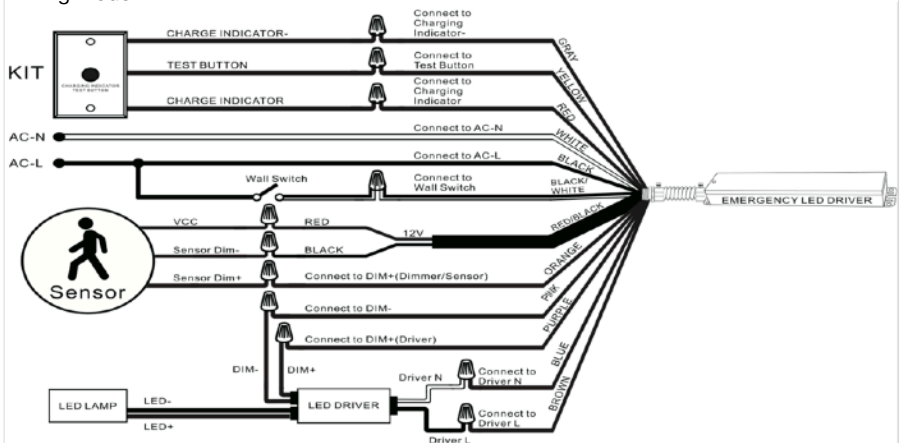 Connect to
Charging
Indicator-
CHARGE INDICATOR-
GRAY
KIT
TEST BUTTON
Connect to
Test Button
YELLOW
CHARGING INDICATOR
TEST BUTTON
Connect to
Charging
Indicator
CHARGE INDICATOR
RED
AC-N
Connect to AC-N
WHITE
AC-L
Connect to AC-L
BLACK
Wall Switch
Connect to
Wall Switch
BLACK/
WHITE
EMERGENCY LED DRIVER
VCC
RED
12V
RED/BLACK
Sensor Dim-
BLACK
Sensor Dim+
Connect to DIM+(Dimmer/Sensor)
ORANGE
Sensor
Connect to DIM-
PINK
Connect to DIM+(Driver)
PURPLE
DIM-
DIM+
Driver N
Connect to
Driver N
BLUE
LED LAMP
LED-
LED+
LED DRIVER
Connect to
Driver L
BROWN
Driver L